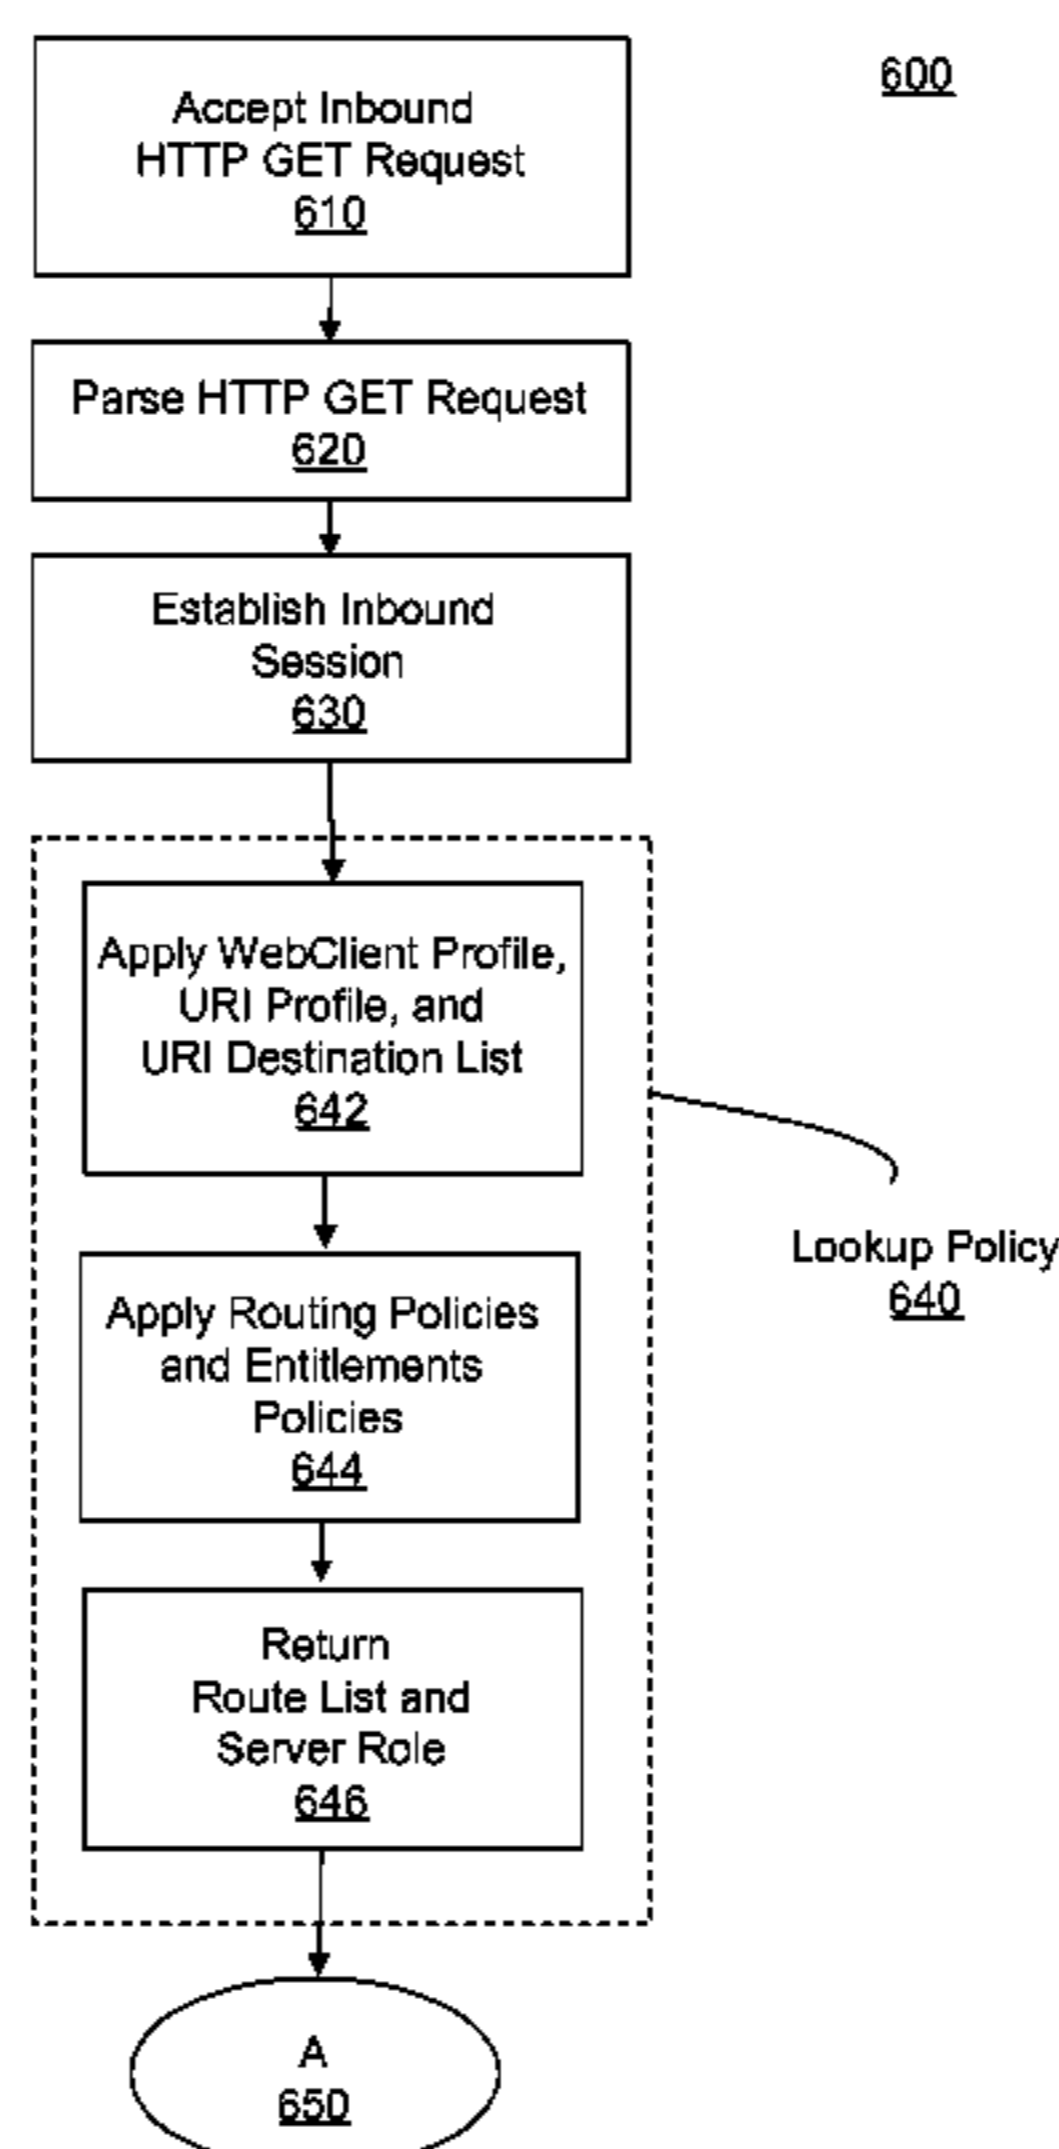 600
Accept Inbound
HTTP GET Request
610
Parse HTTP GET Request
620
Establish Inbound
Session
630
Apply WebClient Profile,
URI Profile, and
URI Destination List
642
Lookup Policy
640
Apply Routing Policies
and Entitlements
Policies
644
Return
Route List and
Server Role
646
A
650